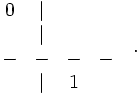 0 |
|
− − − −
| 1 .